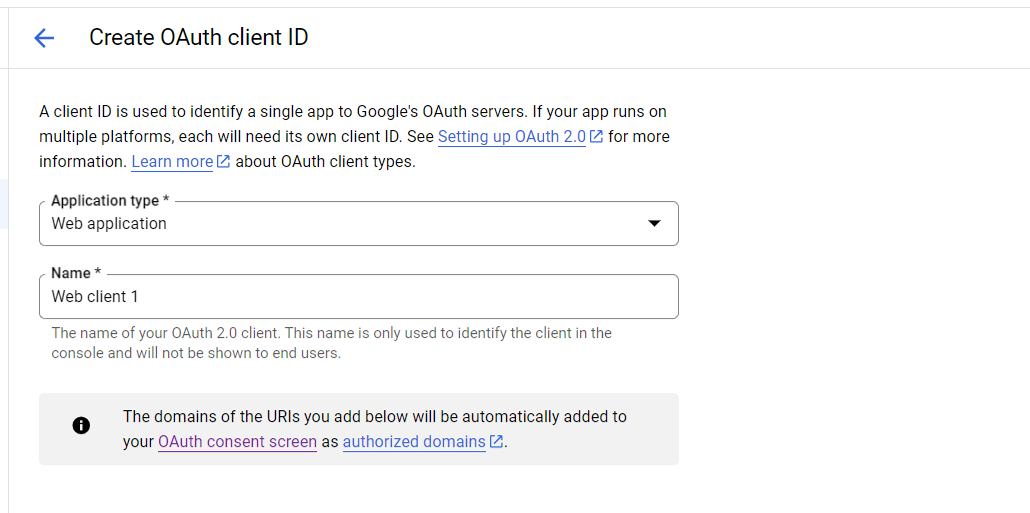 Create OAuth client ID
A client ID is used to identify a single app to Google's OAuth servers. If your app runs on
multiple platforms, each will need its own client ID. See Setting up OAuth 2.0 for more
information. Learn more about OAuth client types.
Application type *
Web application
Name *
Web client 1
The name of your OAuth 2.0 client. This name is only used to identify the client in the
console and will not be shown to end users.
The domains of the URIs you add below will be automatically added to
your OAuth consent screen as authorized domains.